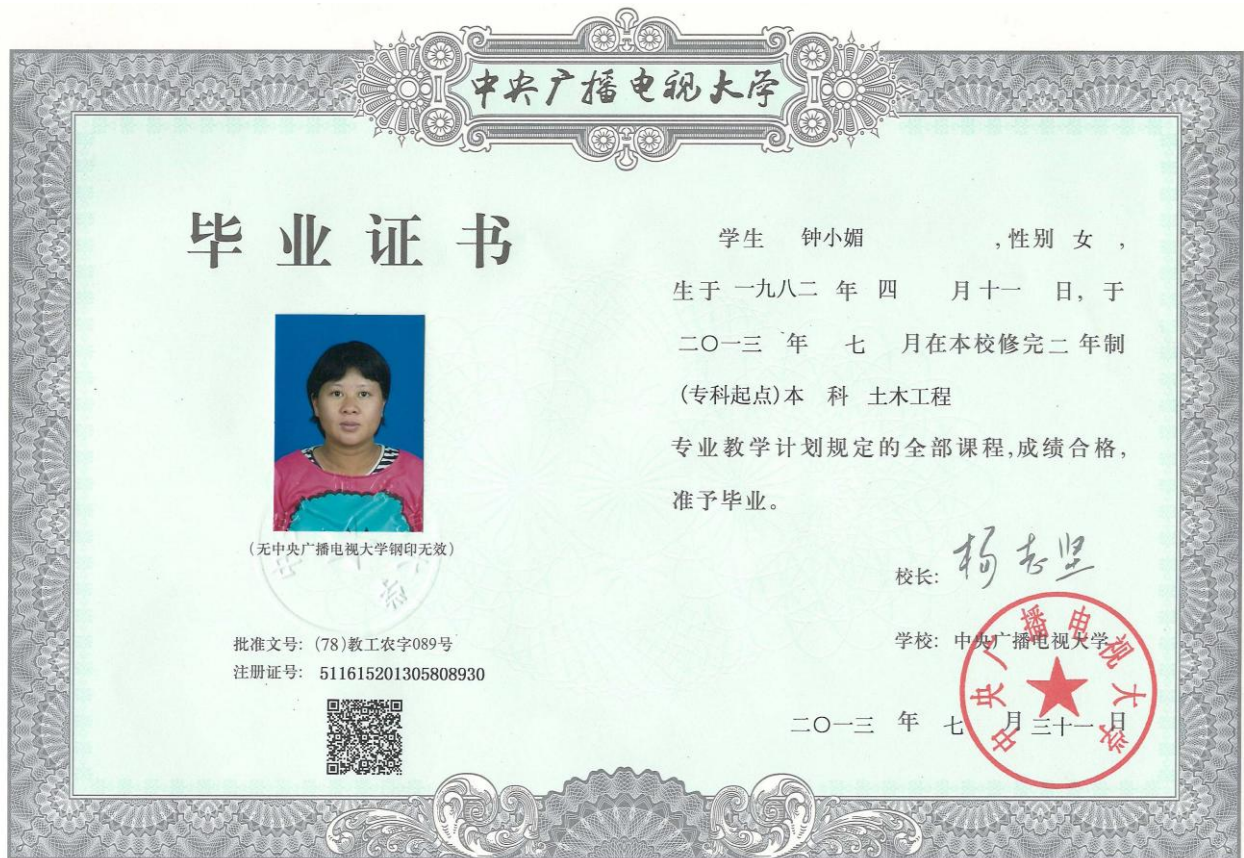 中央广播电视大学
毕业证书
学生 钟小媚 ,性别 女 ,
生于 一九八二 年 四 月十一 日, 于
二〇一三 年 七 月在本校修完二 年制
(专科起点)本 科 土木工程
专业教学计划规定的全部课程,成绩合格,
准予毕业。
(无中央广播电视大学钢印无效)
批准文号: (78)教工农字089号
注册证号: 511615201305808930
校长: 杨志坚
学校: 中央广播电视大学
二〇一三 年 七 月三十一日
中央广播电视大学